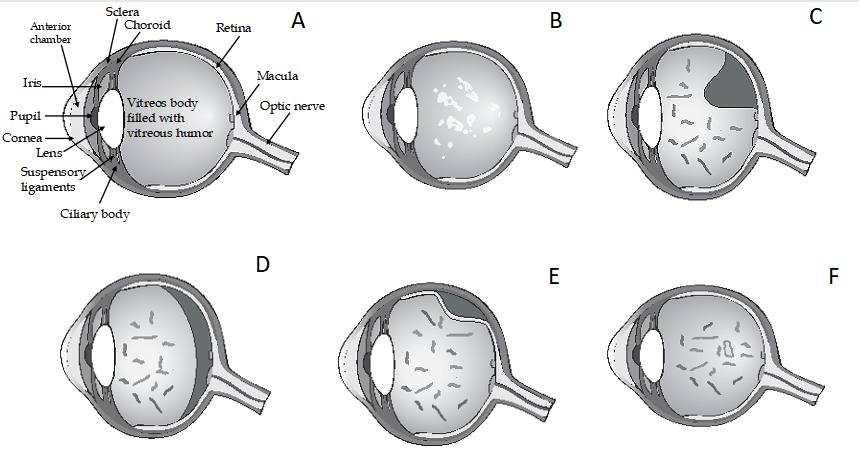 Sclera
Choroid
Anterior
chamber
Retina
A
B
C
Iris
Macula
Vitreos body
filled with
vitreous humor
Optic nerve
Pupil
Cornea
Lens
Suspensory
ligaments
Ciliary body
D
E
F